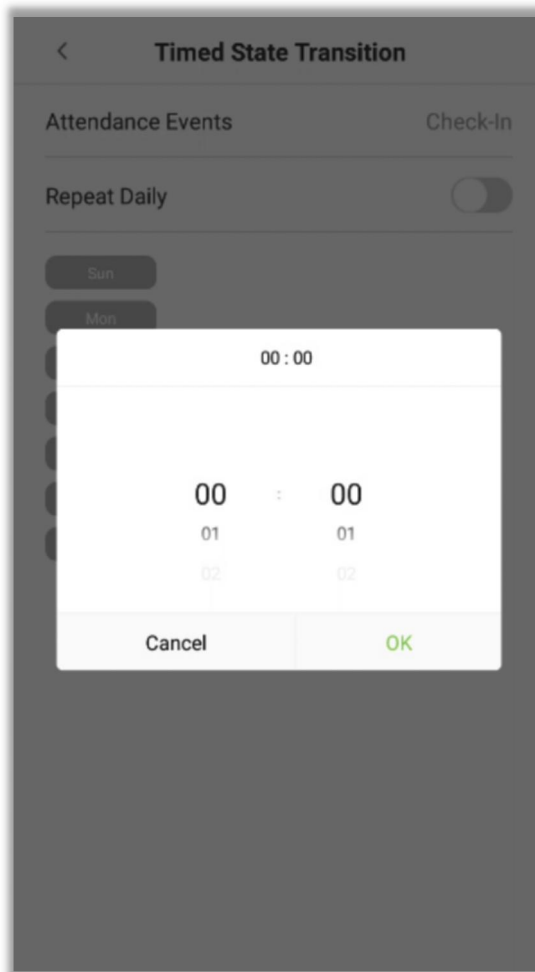 Timed State Transition
Attendance Events Check-In
Repeat Daily
Sun
Mon
00 : 00
00 : 00
01 01
02 02
Cancel OK